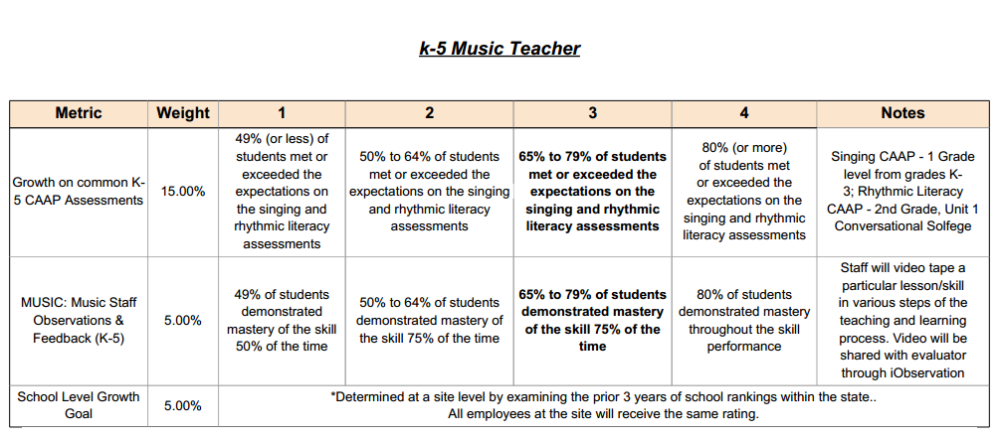 k-5 Music Teacher
Metric Weight 1 2 3 4 Notes
Growth on common K-
5 CAAP Assessments
15.00%
49% (or less) of
students met or
exceeded the
expectations on
the singing and
rhythmic literacy
assessments
50% to 64% of students
met or exceeded the
expectations on the singing
and rhythmic literacy
assessments
65% to 79% of students
met or exceeded the
expectations on the
singing and rhythmic
literacy assessments
80% (or more)
of students met
or exceeded the
expectations on the
singing and rhythmic
literacy assessments
Singing CAAP - 1 Grade
level from grades K-
3; Rhythmic Literacy
CAAP - 2nd Grade, Unit 1
Conversational Solfege
MUSIC: Music Staff
Observations &
Feedback (K-5)
5.00%
49% of students
demonstrated
mastery of the skill
50% of the time
50% to 64% of students
demonstrated mastery of
the skill 75% of the time
65% to 79% of students
demonstrated mastery
of the skill 75% of the
time
80% of students
demonstrated mastery
throughout the skill
performance
Staff will video tape a
particular lesson/skill
in various steps of the
teaching and learning
process. Video will be
shared with evaluator
through iObservation
School Level Growth
Goal
5.00%
*Determined at a site level by examining the prior 3 years of school rankings within the state..
All employees at the site will receive the same rating.